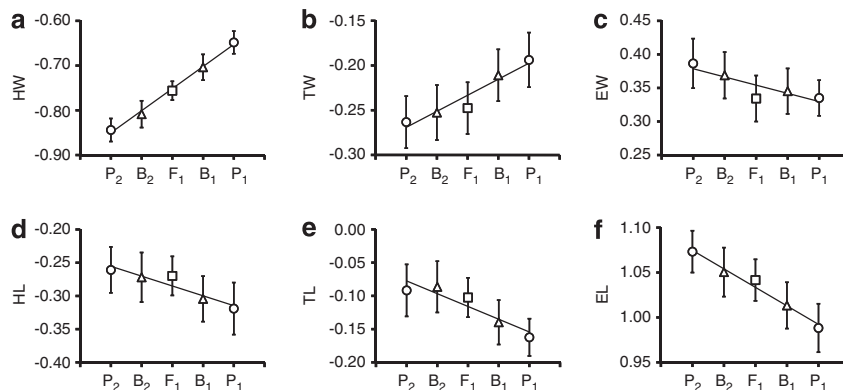 a
HW
-0.60
-0.70
-0.80
-0.90
P2 B2 F1 B1 P1
b
TW
-0.15
-0.20
-0.25
-0.30
P2 B2 F1 B1 P1
c
EW
0.45
0.40
0.35
0.30
0.25
P2 B2 F1 B1 P1
d
HL
-0.20
-0.25
-0.30
-0.35
-0.40
P2 B2 F1 B1 P1
e
TL
0.00
-0.05
-0.10
-0.15
-0.20
P2 B2 F1 B1 P1
f
EL
1.10
1.05
1.00
0.95
P2 B2 F1 B1 P1